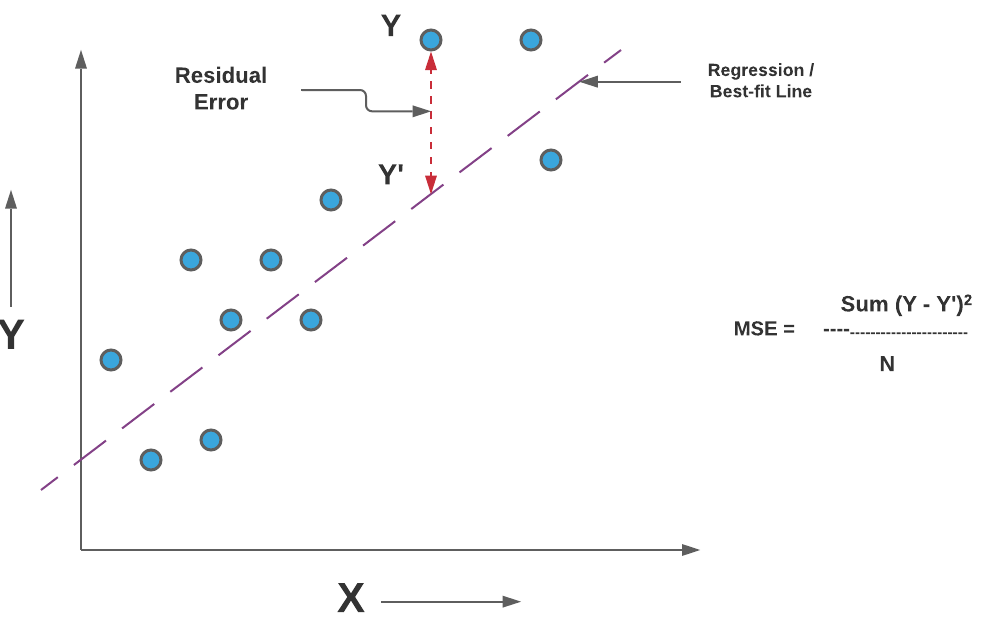 Y
Residual
Error
Regression /
Best-fit Line
Y'
Y
Sum (Y - Y')²
MSE = ---------------------------
N
X